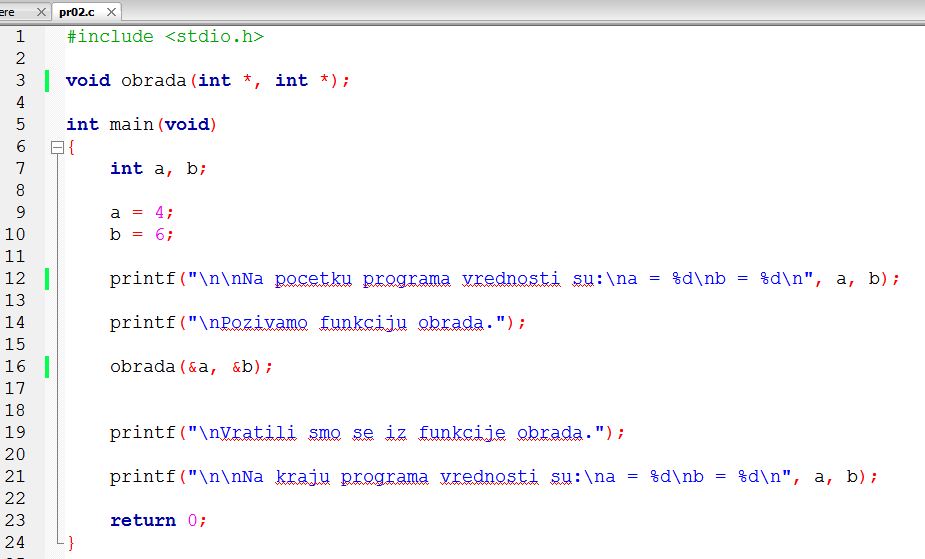 ere × pr02.c ×
1 #include <stdio.h>
2
3 void obrada(int *, int *);
4
5 int main(void)
6 {
7 int a, b;
8
9 a = 4;
10 b = 6;
11
12 printf("\n\nNa pocetku programa vrednosti su:\na = %d\nb = %d\n", a, b);
13
14 printf("\nPozivamo funkciju obrada.");
15
16 obrada(&a, &b);
17
18
19 printf("\nVratili smo se iz funkcije obrada.");
20
21 printf("\n\nNa kraju programa vrednosti su:\na = %d\nb = %d\n", a, b);
22
23 return 0;
24 }